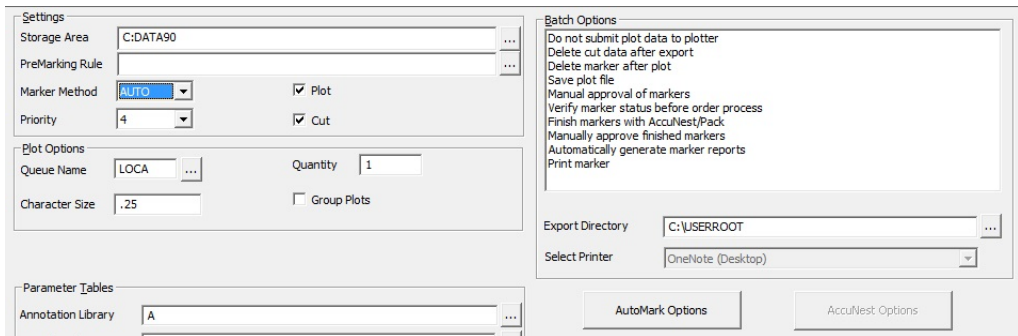 Settings
Storage Area C:DATA90 ...
PreMarking Rule ...
Marker Method AUTO Plot
Priority 4 Cut
Plot Options
Queue Name LOCA ... Quantity 1
Character Size .25 Group Plots
Parameter Tables
Annotation Library A ...
Batch Options
Do not submit plot data to plotter
Delete cut data after export
Delete marker after plot
Save plot file
Manual approval of markers
Verify marker status before order process
Finish markers with AccuNest/Pack
Manually approve finished markers
Automatically generate marker reports
Print marker
Export Directory C:\USERROOT ...
Select Printer OneNote (Desktop)
AutoMark Options AccuNest Options